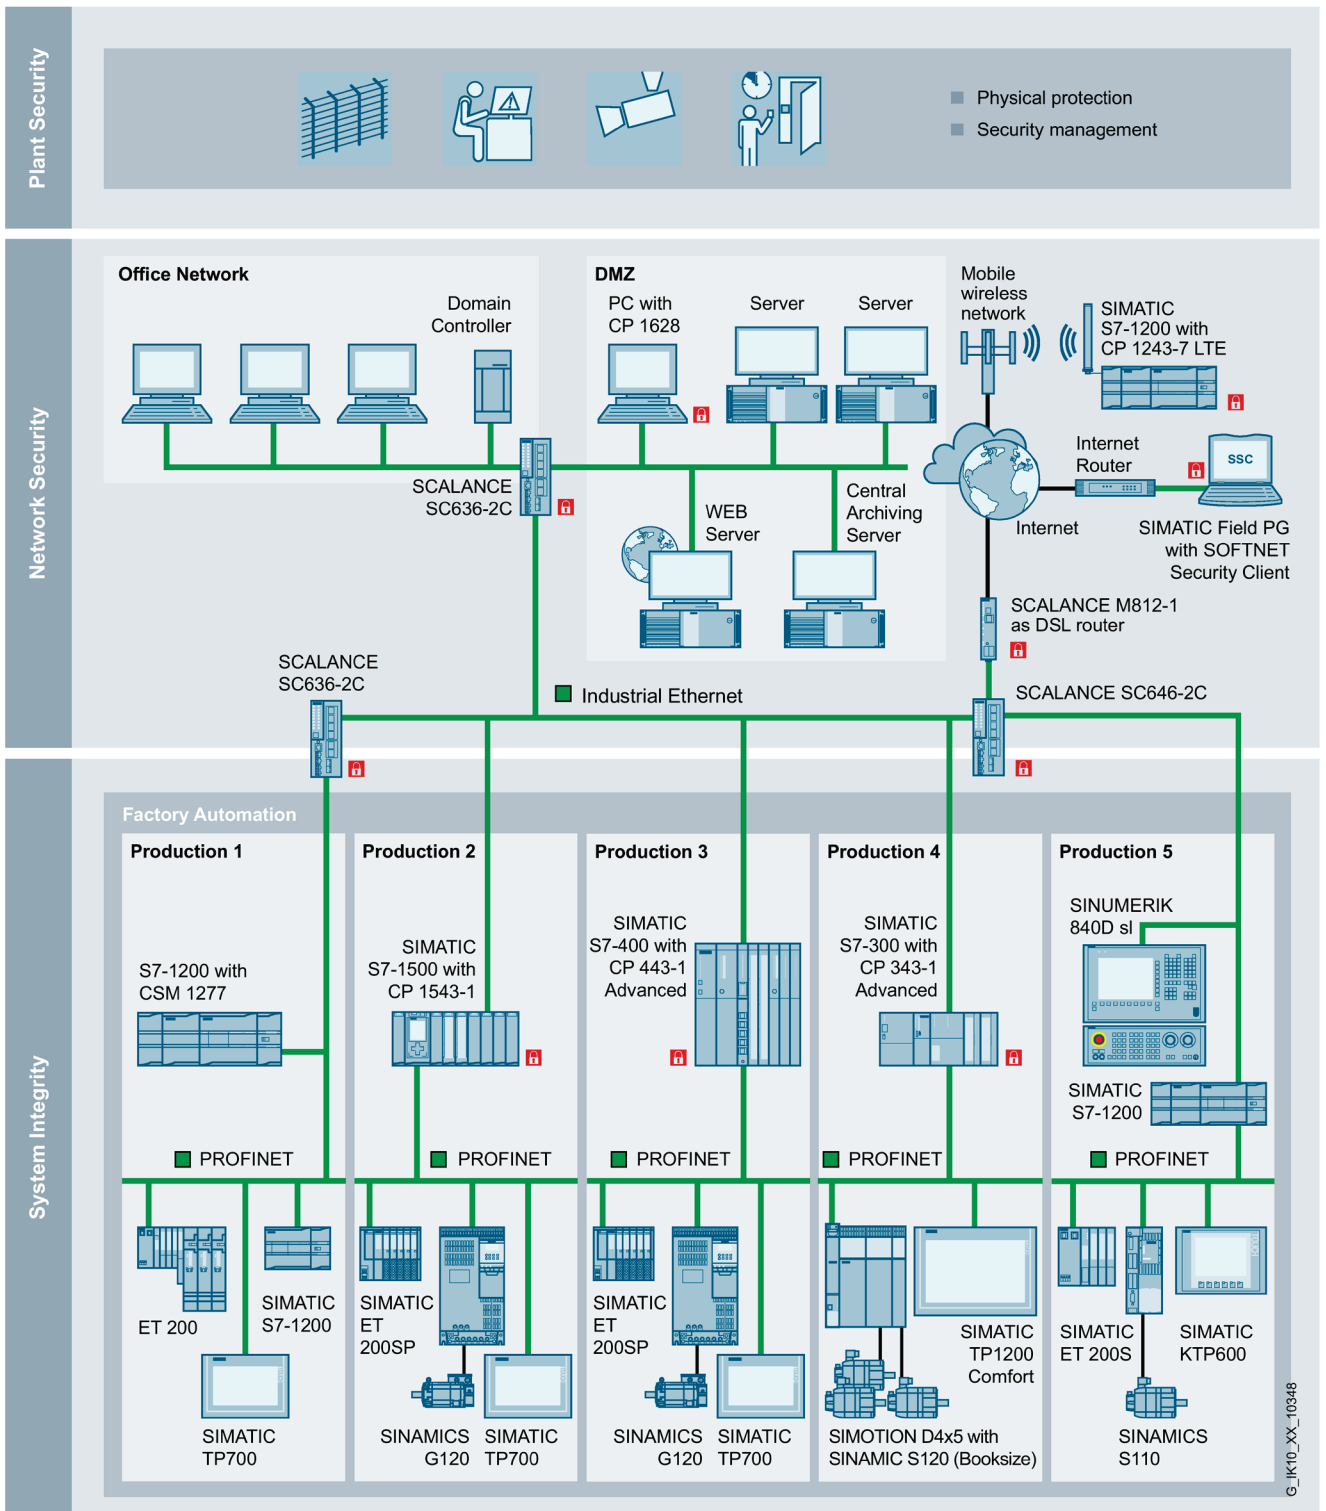 Plant Security
Physical protection
Security management
Network Security
Office Network
Domain
Controller
SCALANCE
SC636-2C
DMZ
PC with
CP 1628
Server
Server
WEB
Server
Central
Archiving
Server
Mobile
wireless
network
SIMATIC
S7-1200 with
CP 1243-7 LTE
Internet
Router
SSC
Internet
SIMATIC Field PG
with SOFTNET
Security Client
SCALANCE M812-1
as DSL router
SCALANCE
SC636-2C
Industrial Ethernet
SCALANCE SC646-2C
System Integrity
Factory Automation
Production 1
S7-1200 with
CSM 1277
PROFINET
ET 200
SIMATIC
S7-1200
SIMATIC
TP700
Production 2
SIMATIC
S7-1500 with
CP 1543-1
PROFINET
SIMATIC
ET
200SP
SINAMICS
G120
SIMATIC
TP700
Production 3
SIMATIC
S7-400 with
CP 443-1
Advanced
PROFINET
SIMATIC
ET
200SP
SINAMICS
G120
SIMATIC
TP700
Production 4
SIMATIC
S7-300 with
CP 343-1
Advanced
PROFINET
SIMATIC
TP1200
Comfort
SIMOTION D4x5 with
SINAMIC S120 (Booksize)
Production 5
SINUMERIK
840D sl
SIMATIC
S7-1200
PROFINET
SIMATIC
ET 200S
SIMATIC
KTP600
SINAMICS
S110
G_IK10_XX_10348